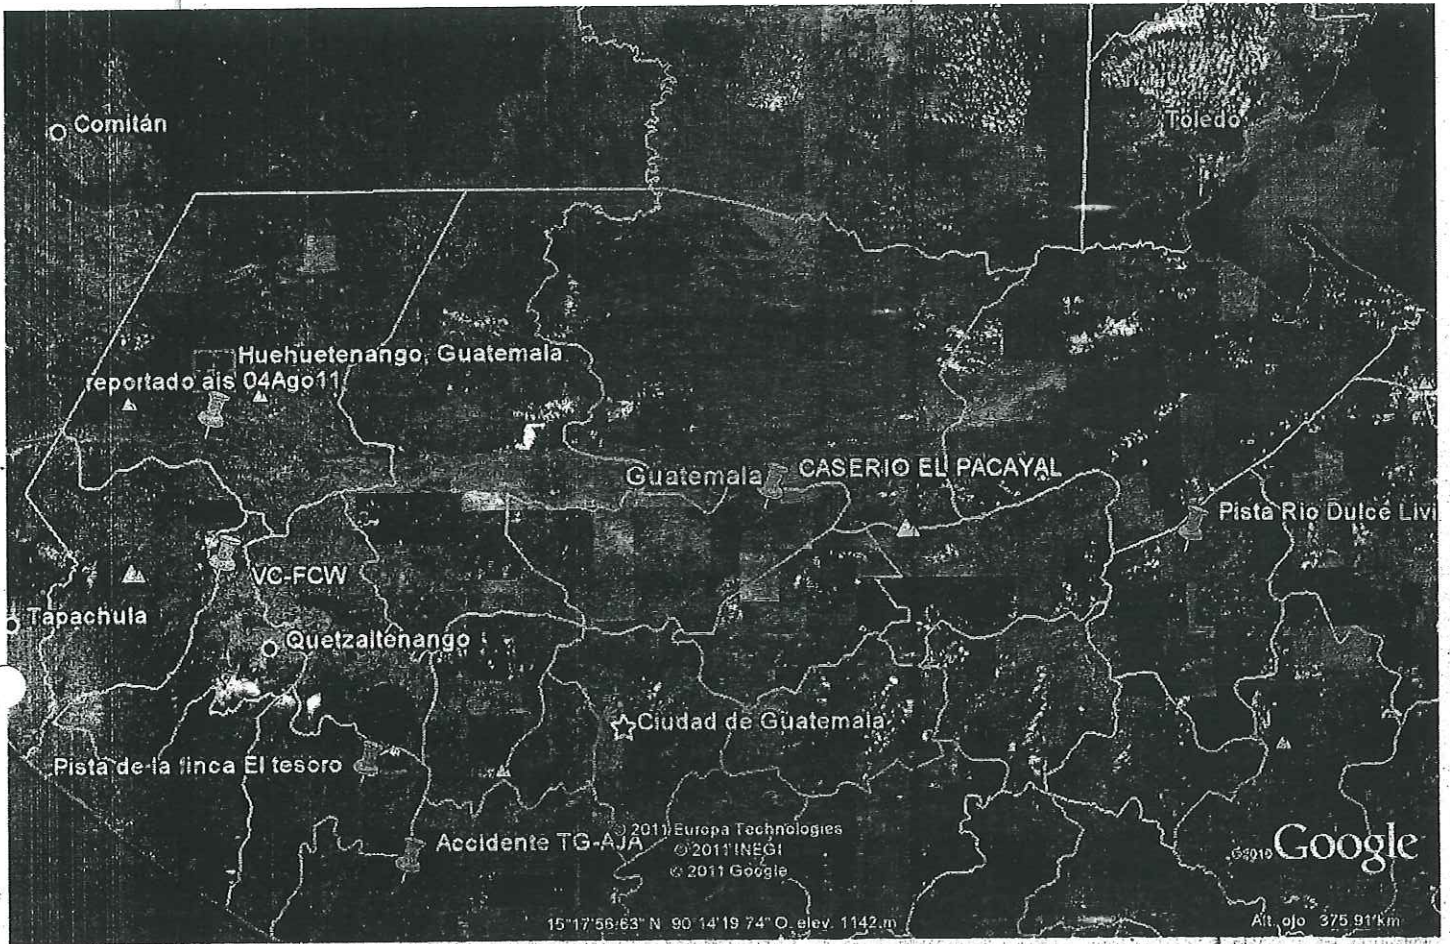 Comitán
Toledo
Huehuetenango, Guatemala
reportado ais 04Ago11
Guatemala
CASERIO EL PACAYAL
Pista Rio Dulce Livi
VC-FCW
Tapachula
Quetzaltenango
Ciudad de Guatemala
Pista de la finca El tesoro
Accidente TG-AJA
© 2011 Europa Technologies
© 2011 INEGI
© 2011 Google
Google
15°17'56.63" N 90°14'19.74" O elev. 1142 m
Alt. ojo 375.91 km